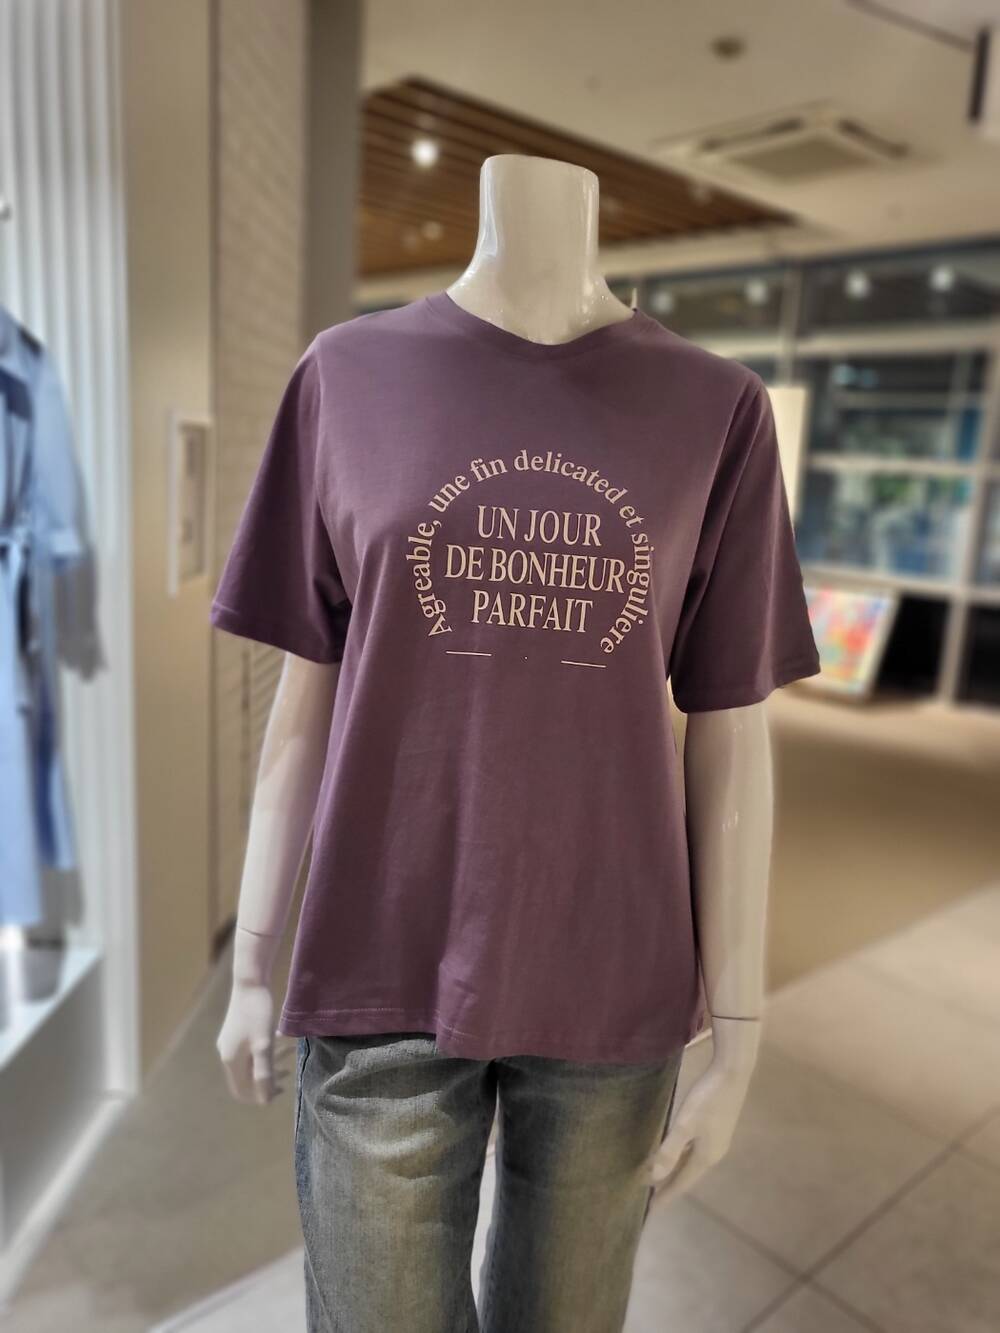 Agreable, une fin delicated et singuliere
UN JOUR
DE BONHEUR
PARFAIT